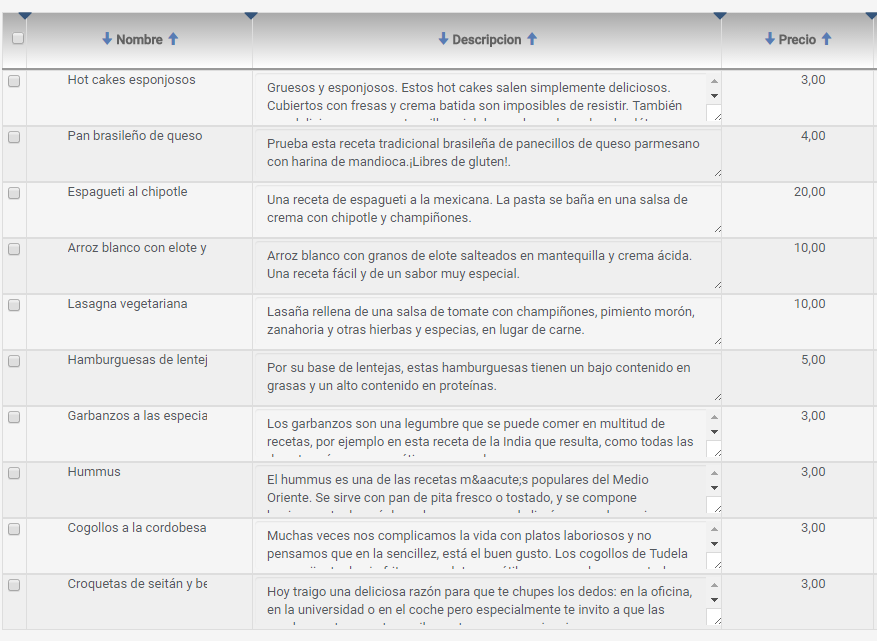 Nombre Descripcion Precio
Hot cakes esponjosos
Gruesos y esponjosos. Estos hot cakes salen simplemente deliciosos.
Cubiertos con fresas y crema batida son imposibles de resistir. También
3,00
Pan brasileño de queso
Prueba esta receta tradicional brasileña de panecillos de queso parmesano
con harina de mandioca.¡Libres de gluten!.
4,00
Espagueti al chipotle
Una receta de espagueti a la mexicana. La pasta se baña en una salsa de
crema con chipotle y champiñones.
20,00
Arroz blanco con elote y
Arroz blanco con granos de elote salteados en mantequilla y crema ácida.
Una receta fácil y de un sabor muy especial.
10,00
Lasagna vegetariana
Lasaña rellena de una salsa de tomate con champiñones, pimiento morón,
zanahoria y otras hierbas y especias, en lugar de carne.
10,00
Hamburguesas de lentej
Por su base de lentejas, estas hamburguesas tienen un bajo contenido en
grasas y un alto contenido en proteínas.
5,00
Garbanzos a las especia
Los garbanzos son una legumbre que se puede comer en multitud de
recetas, por ejemplo en esta receta de la India que resulta, como todas las
3,00
Hummus
El hummus es una de las recetas m&aacute;s populares del Medio
Oriente. Se sirve con pan de pita fresco o tostado, y se compone
3,00
Cogollos a la cordobesa
Muchas veces nos complicamos la vida con platos laboriosos y no
pensamos que en la sencillez, está el buen gusto. Los cogollos de Tudela
3,00
Croquetas de seitán y be
Hoy traigo una deliciosa razón para que te chupes los dedos: en la oficina,
en la universidad o en el coche pero especialmente te invito a que las
3,00